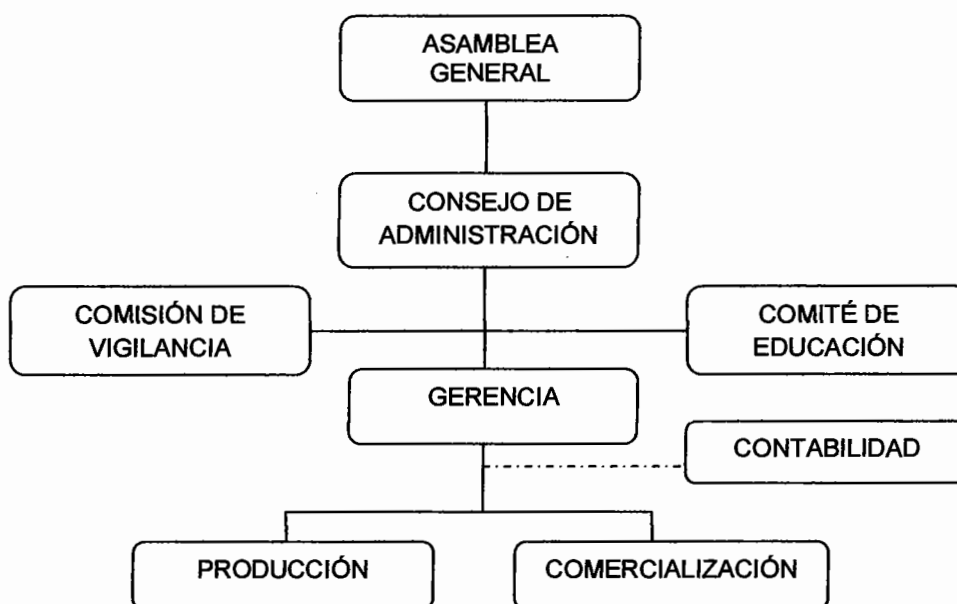 ASAMBLEA
GENERAL
CONSEJO DE
ADMINISTRACIÓN
COMISIÓN DE
VIGILANCIA
COMITÉ DE
EDUCACIÓN
GERENCIA
CONTABILIDAD
PRODUCCIÓN
COMERCIALIZACIÓN